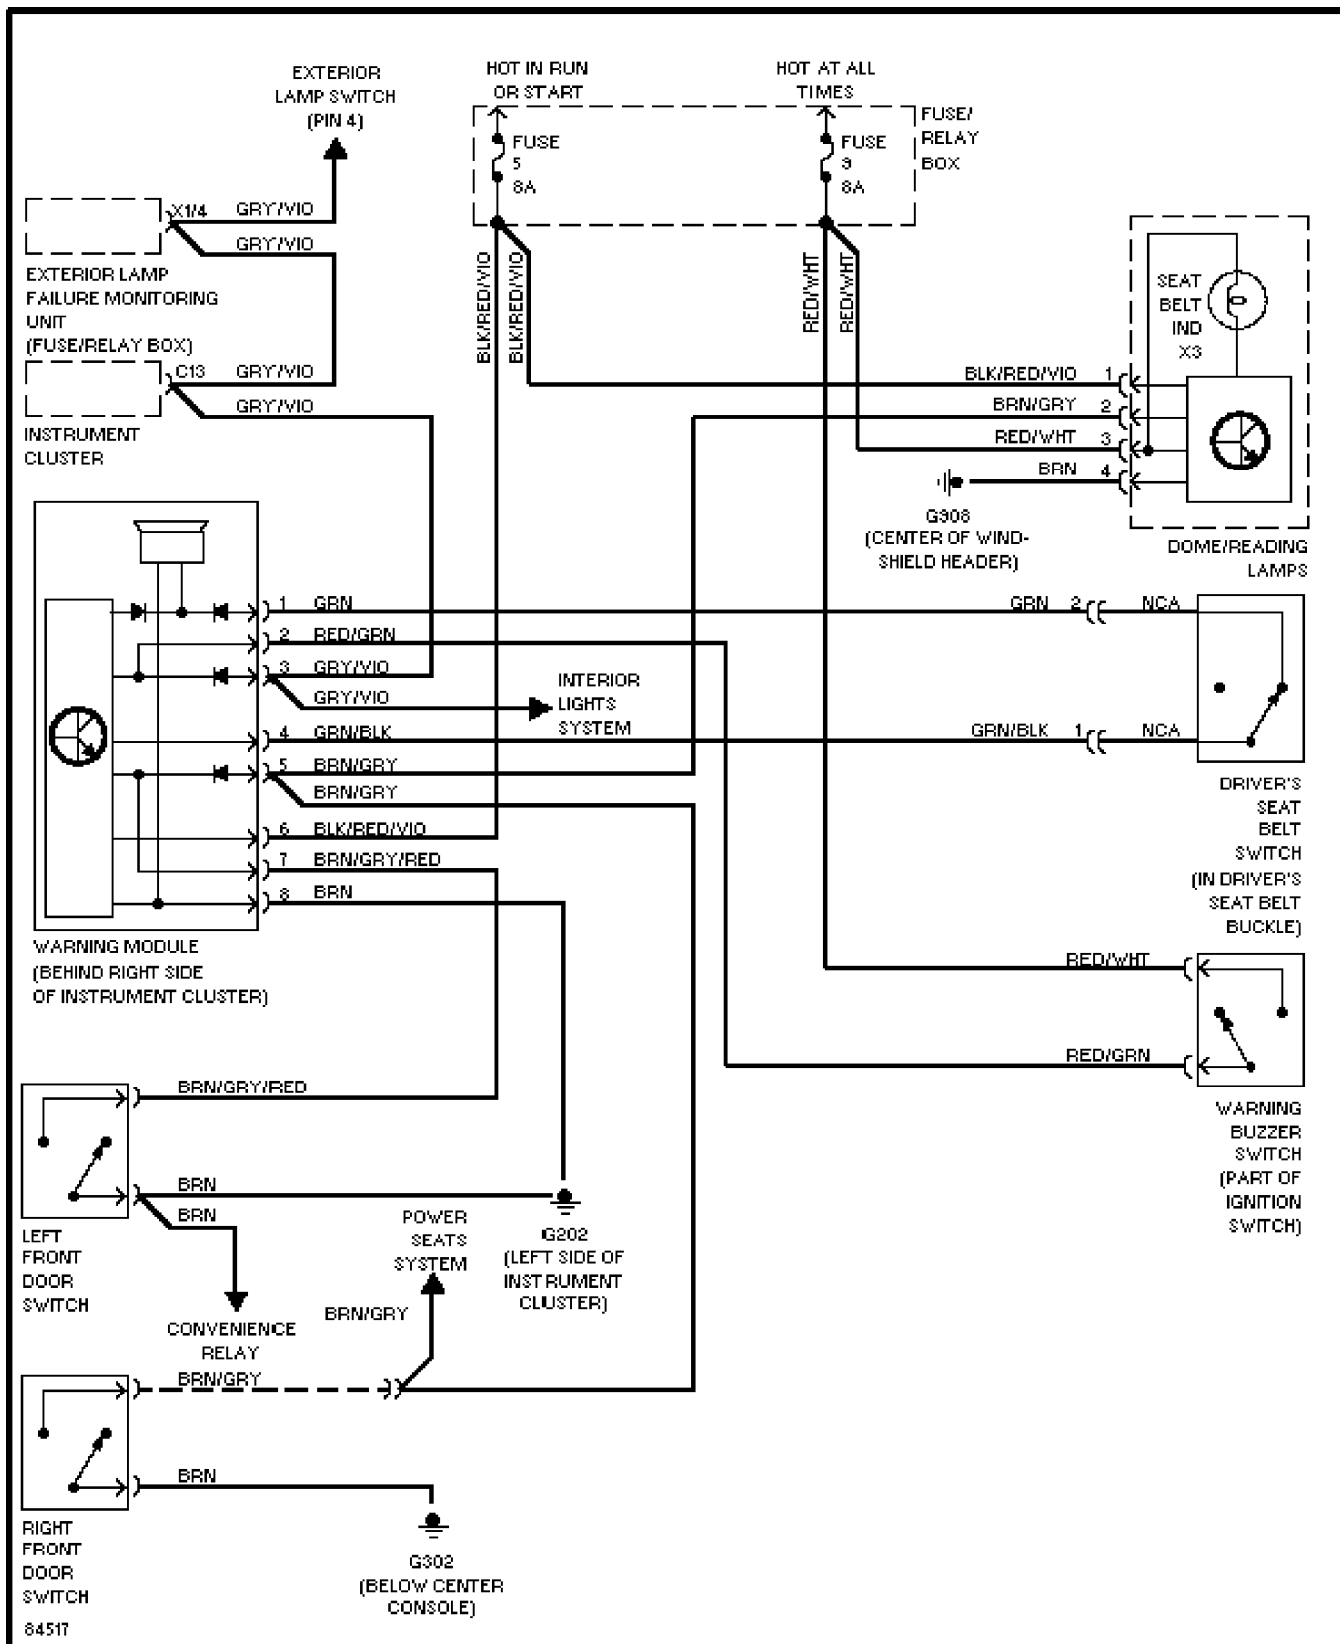 EXTERIOR
LAMP SWITCH
(PIN 4)
HOT IN RUN
OR START
HOT AT ALL
TIMES
FUSE/
RELAY
BOX
FUSE
5
8A
FUSE
9
8A
X1/4
GRY/VIO
GRY/VIO
EXTERIOR LAMP
FAILURE MONITORING
UNIT
(FUSE/RELAY BOX)
C13
GRY/VIO
GRY/VIO
INSTRUMENT
CLUSTER
BLK/RED/VIO
BLK/RED/VIO
RED/WHT
RED/WHT
SEAT
BELT
IND
X3
BLK/RED/VIO 1
BRN/GRY 2
RED/WHT 3
BRN 4
G908
(CENTER OF WIND-
SHIELD HEADER)
DOME/READING
LAMPS
1 GRN
2 RED/GRN
3 GRY/VIO
GRY/VIO
4 GRN/BLK
5 BRN/GRY
BRN/GRY
6 BLK/RED/VIO
7 BRN/GRY/RED
8 BRN
INTERIOR
LIGHTS
SYSTEM
GRN 2 NCA
GRN/BLK 1 NCA
DRIVER'S
SEAT
BELT
SWITCH
(IN DRIVER'S
SEAT BELT
BUCKLE)
WARNING MODULE
(BEHIND RIGHT SIDE
OF INSTRUMENT CLUSTER)
RED/WHT
RED/GRN
WARNING
BUZZER
SWITCH
(PART OF
IGNITION
SWITCH)
BRN/GRY/RED
BRN
BRN
LEFT
FRONT
DOOR
SWITCH
CONVENIENCE
RELAY
POWER
SEATS
SYSTEM
BRN/GRY
G202
(LEFT SIDE OF
INSTRUMENT
CLUSTER)
BRN/GRY
BRN
RIGHT
FRONT
DOOR
SWITCH
G302
(BELOW CENTER
CONSOLE)
84517